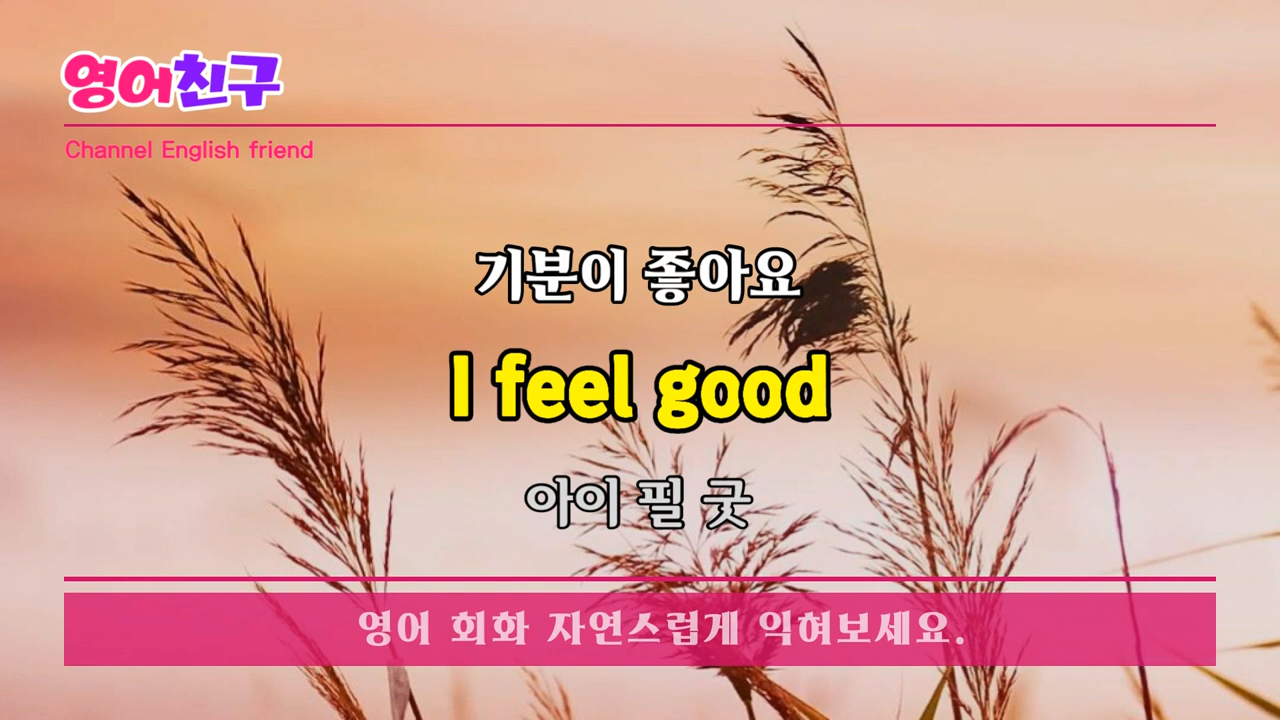 영어친구
Channel English friend
기분이 좋아요
I feel good
아이 필 굿
영어 회화 자연스럽게 익혀보세요.